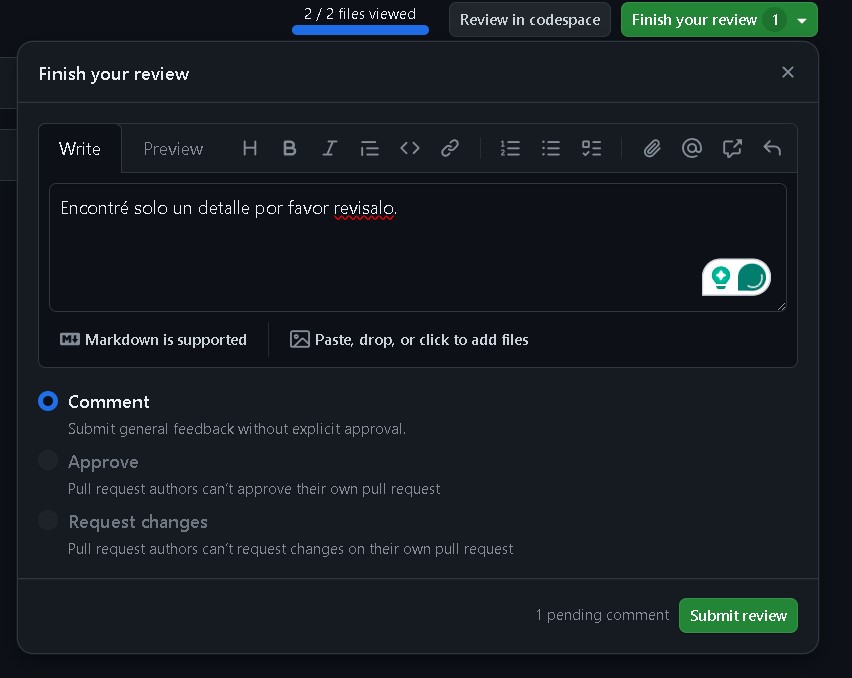 2 / 2 files viewed
Review in codespace
Finish your review 1
Finish your review
Write
Preview
Encontré solo un detalle por favor revisalo.
Markdown is supported
Paste, drop, or click to add files
Comment
Submit general feedback without explicit approval.
Approve
Pull request authors can't approve their own pull request
Request changes
Pull request authors can't request changes on their own pull request
1 pending comment
Submit review